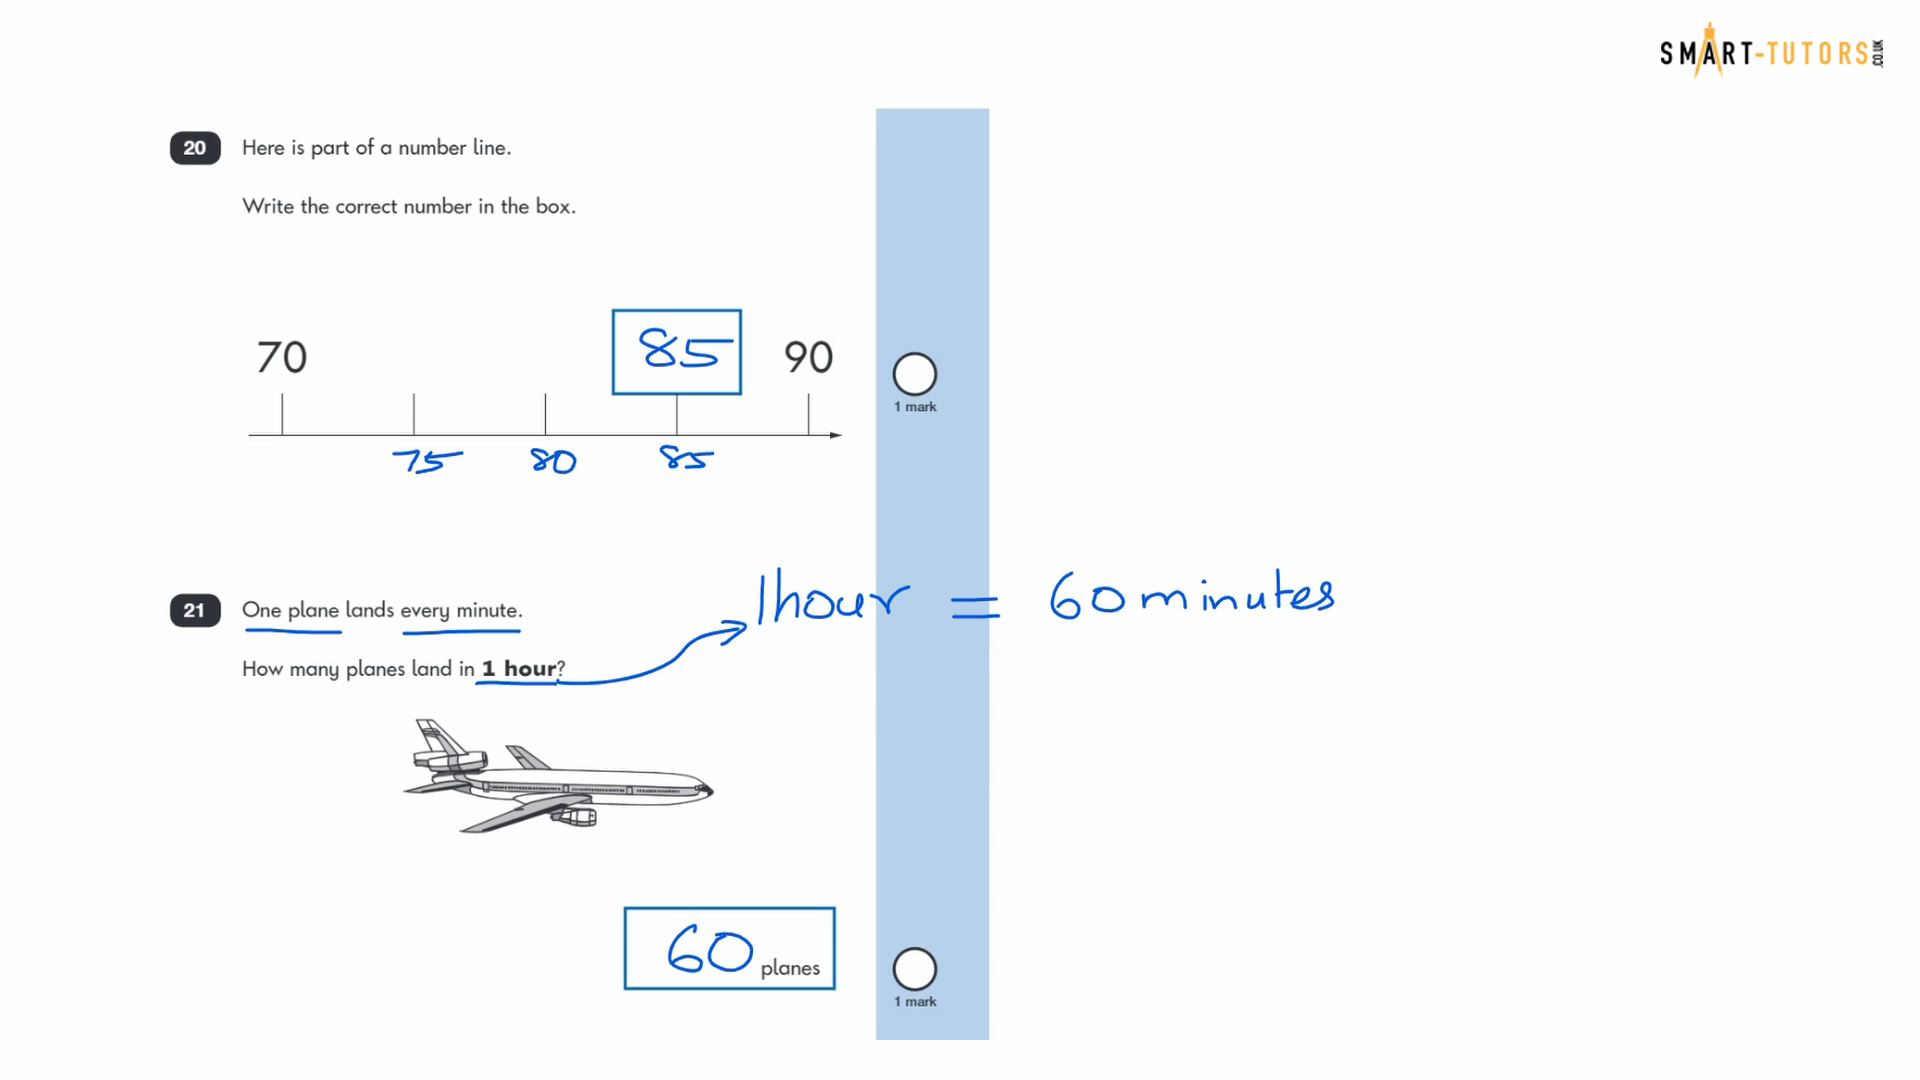 SMART-TUTORS.CO.UK
20 Here is part of a number line.
Write the correct number in the box.
70 85 90
1 mark
75 80 85
1 hour = 60 minutes
21 One plane lands every minute.
How many planes land in 1 hour?
60 planes
1 mark